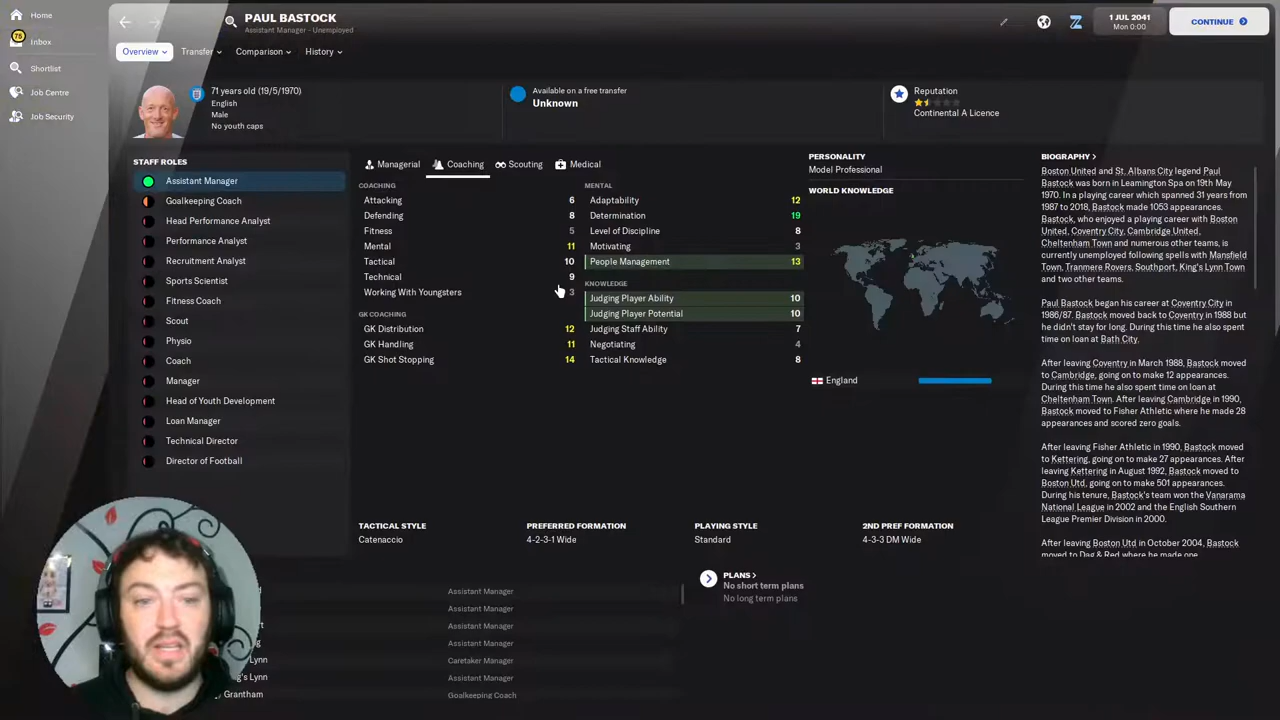 Home
75
Inbox
Shortlist
Job Centre
Job Security
PAUL BASTOCK
Assistant Manager - Unemployed
1 JUL 2041
Mon 0:00
CONTINUE
Overview
Transfer
Comparison
History
71 years old (19/5/1970)
English
Male
No youth caps
Available on a free transfer
Unknown
Reputation
Continental A Licence
STAFF ROLES
Assistant Manager
Goalkeeping Coach
Head Performance Analyst
Performance Analyst
Recruitment Analyst
Sports Scientist
Fitness Coach
Scout
Physio
Coach
Manager
Head of Youth Development
Loan Manager
Technical Director
Director of Football
Managerial
Coaching
Scouting
Medical
COACHING
Attacking 6
Defending 8
Fitness 5
Mental 11
Tactical 10
Technical 9
Working With Youngsters 3
GK COACHING
GK Distribution 12
GK Handling 11
GK Shot Stopping 14
MENTAL
Adaptability 12
Determination 19
Level of Discipline 8
Motivating 3
People Management 13
KNOWLEDGE
Judging Player Ability 10
Judging Player Potential 10
Judging Staff Ability 7
Negotiating 4
Tactical Knowledge 8
PERSONALITY
Model Professional
WORLD KNOWLEDGE
England
BIOGRAPHY >
Boston United and St. Albans City legend Paul
Bastock was born in Leamington Spa on 19th May
1970. In a playing career which spanned 31 years from
1987 to 2018, Bastock made 1053 appearances.
Bastock, who enjoyed a playing career with Boston
United, Coventry City, Cambridge United,
Cheltenham Town and numerous other teams, is
currently unemployed following spells with Mansfield
Town, Tranmere Rovers, Southport, King's Lynn Town
and two other teams.
Paul Bastock began his career at Coventry City in
1986/87. Bastock moved back to Coventry in 1988 but
he didn't stay for long. During this time he also spent
time on loan at Bath City.
After leaving Coventry in March 1988, Bastock moved
to Cambridge, going on to make 12 appearances.
During this time he also spent time on loan at
Cheltenham Town. After leaving Cambridge in 1990,
Bastock moved to Fisher Athletic where he made 28
appearances and scored zero goals.
After leaving Fisher Athletic in 1990, Bastock moved
to Kettering, going on to make 27 appearances. After
leaving Kettering in August 1992, Bastock moved to
Boston Utd, going on to make 501 appearances.
During his tenure, Bastock's team won the Vanarama
National League in 2002 and the English Southern
League Premier Division in 2000.
After leaving Boston Utd in October 2004, Bastock
moved to Dag & Red where he made one
TACTICAL STYLE
Catenaccio
PREFERRED FORMATION
4-2-3-1 Wide
PLAYING STYLE
Standard
2ND PREF FORMATION
4-3-3 DM Wide
PLANS >
No short term plans
No long term plans
Assistant Manager
Assistant Manager
Assistant Manager
Assistant Manager
Lynn Caretaker Manager
g's Lynn Assistant Manager
Grantham Goalkeeping Coach